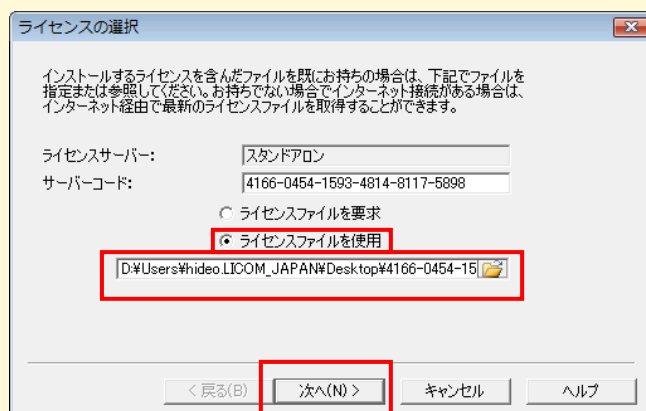 ライセンスの選択
インストールするライセンスを含んだファイルを既にお持ちの場合は、下記でファイルを
指定または参照してください。お持ちでない場合でインターネット接続がある場合は、
インターネット経由で最新のライセンスファイルを取得することができます。
ライセンスサーバー: スタンドアロン
サーバーコード: 4166-0454-1593-4814-8117-5898
ライセンスファイルを要求
ライセンスファイルを使用
D:¥Users¥hideo.LICOM_JAPAN¥Desktop¥4166-0454-15
< 戻る(B) 次へ(N) > キャンセル ヘルプ